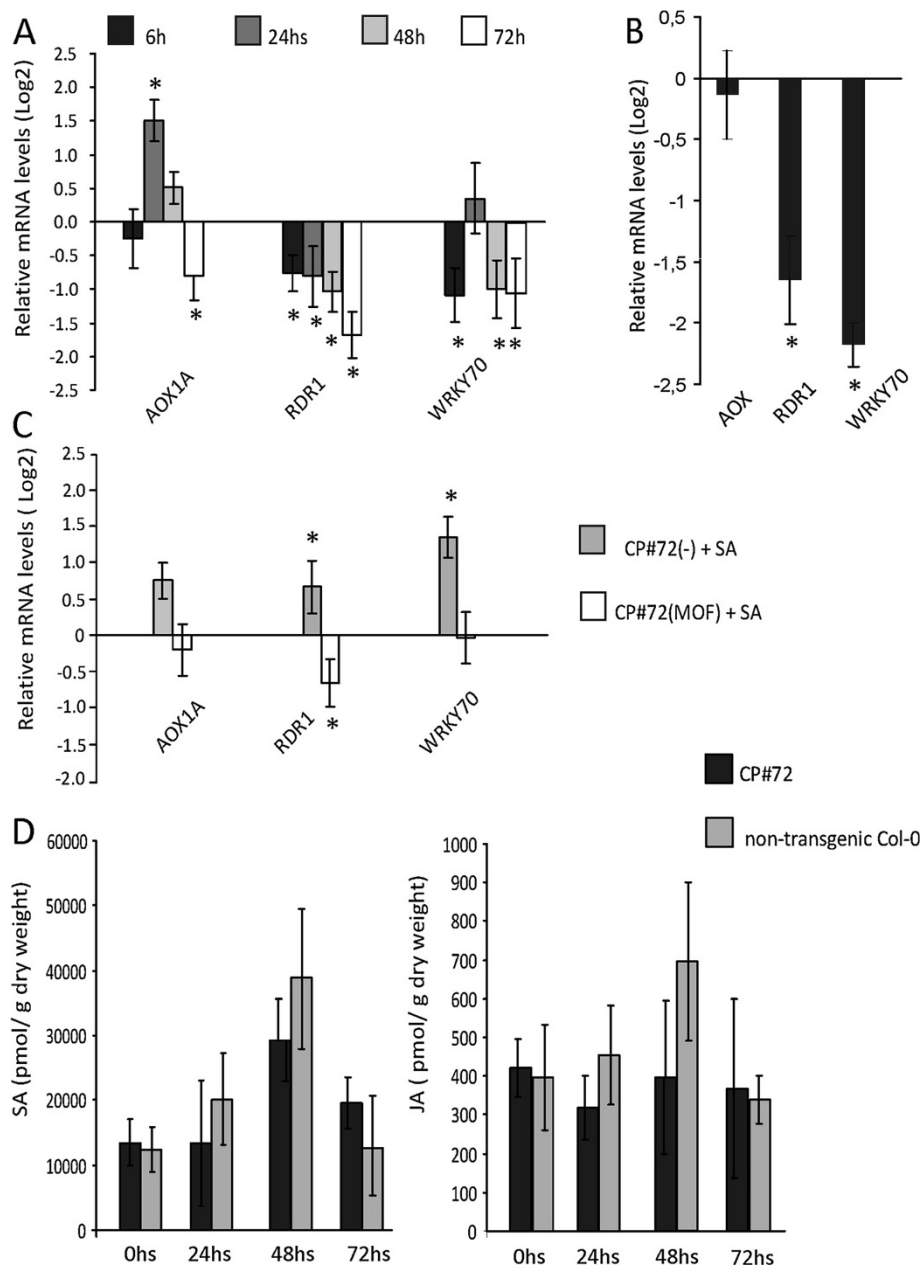 A
6h
24hs
48h
72h
Relative mRNA levels (Log2)
2.5
2.0
1.5
1.0
0.5
0.0
-0.5
-1.0
-1.5
-2.0
-2.5
*
*
*
*
*
*
*
*
*
AOX1A
RDR1
WRKY70
B
Relative mRNA levels (Log2)
0,5
0
-0,5
-1
-1,5
-2
-2,5
*
*
AOX
RDR1
WRKY70
C
Relative mRNA levels ( Log2)
2.5
2.0
1.5
1.0
0.5
0
-0.5
-1.0
-1.5
2.0
*
*
*
AOX1A
RDR1
WRKY70
CP#72(-) + SA
CP#72(MOF) + SA
CP#72
non-transgenic Col-0
D
SA (pmol/ g dry weight)
60000
50000
40000
30000
20000
10000
0
0hs
24hs
48hs
72hs
JA ( pmol/ g dry weight)
1000
900
800
700
600
500
400
300
200
100
0
0hs
24hs
48hs
72hs